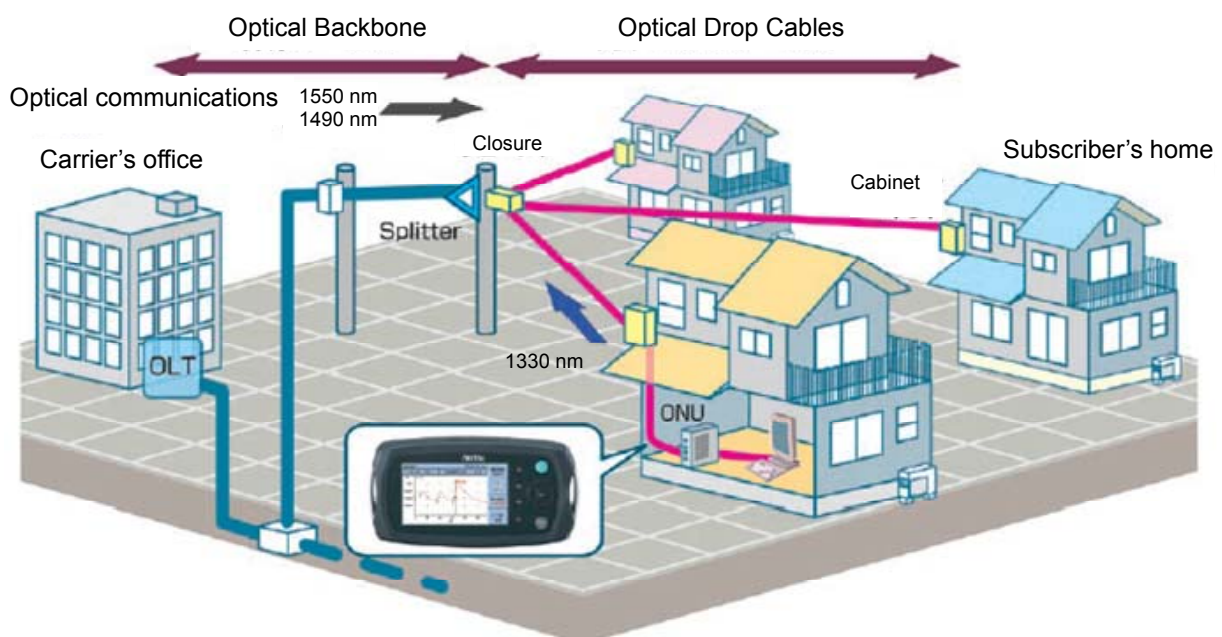 Optical Backbone
Optical Drop Cables
Optical communications
1550 nm
1490 nm
Closure
Carrier's office
Subscriber's home
Cabinet
Splitter
1330 nm
OLT
ONU